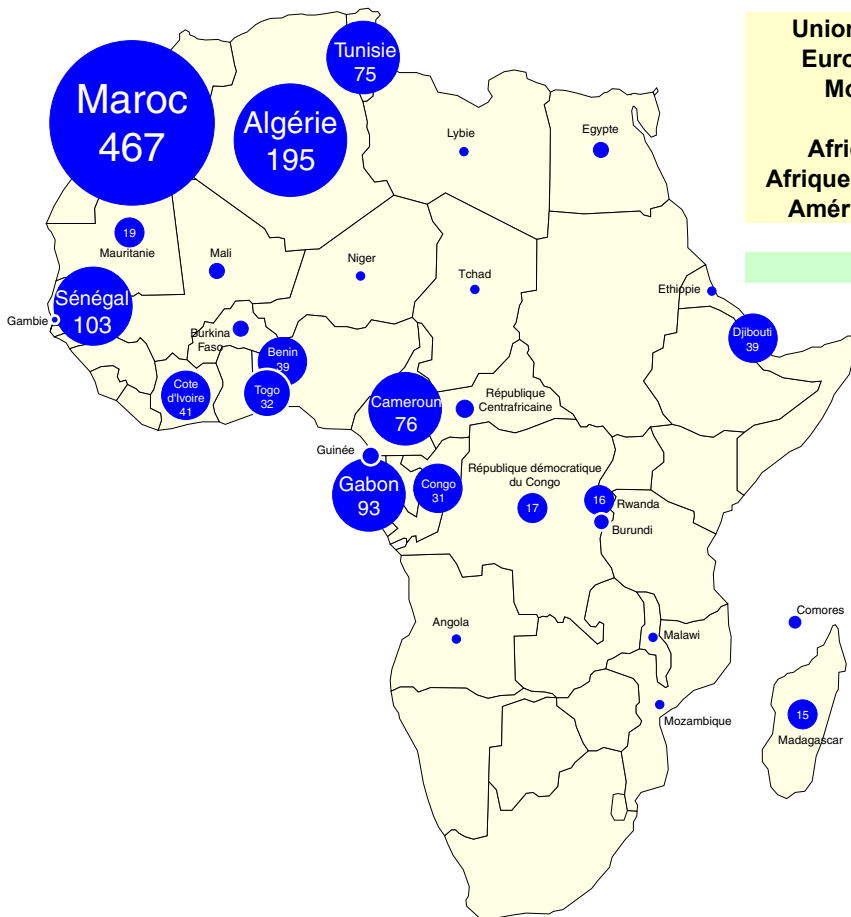 Tunisie
75
Maroc
467
Algérie
195
Lybie
Egypte
19
Mauritanie
Mali
Niger
Tchad
Ethiopie
Sénégal
103
Gambie
Burkina
Faso
Djibouti
39
Benin
39
Togo
32
Cote
d'Ivoire
41
Cameroun
76
République
Centrafricaine
Guinée
Gabon
93
Congo
31
République démocratique
du Congo
17
16
Rwanda
Burundi
Angola
Malawi
Comores
Mozambique
15
Madagascar
Union
Afrique